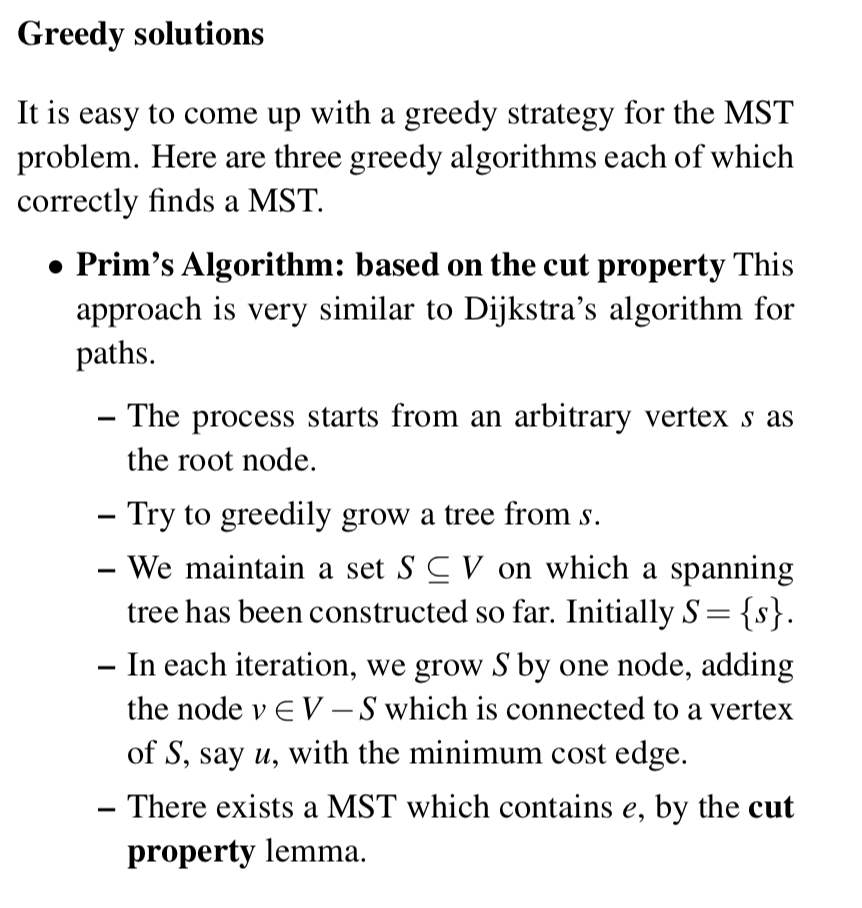 Greedy solutions
It is easy to come up with a greedy strategy for the MST
problem. Here are three greedy algorithms each of which
correctly finds a MST.
• Prim's Algorithm: based on the cut property This
approach is very similar to Dijkstra's algorithm for
paths.
– The process starts from an arbitrary vertex s as
the root node.
– Try to greedily grow a tree from s.
– We maintain a set S ⊆ V on which a spanning
tree has been constructed so far. Initially S = {s}.
– In each iteration, we grow S by one node, adding
the node v ∈ V − S which is connected to a vertex
of S, say u, with the minimum cost edge.
– There exists a MST which contains e, by the cut
property lemma.